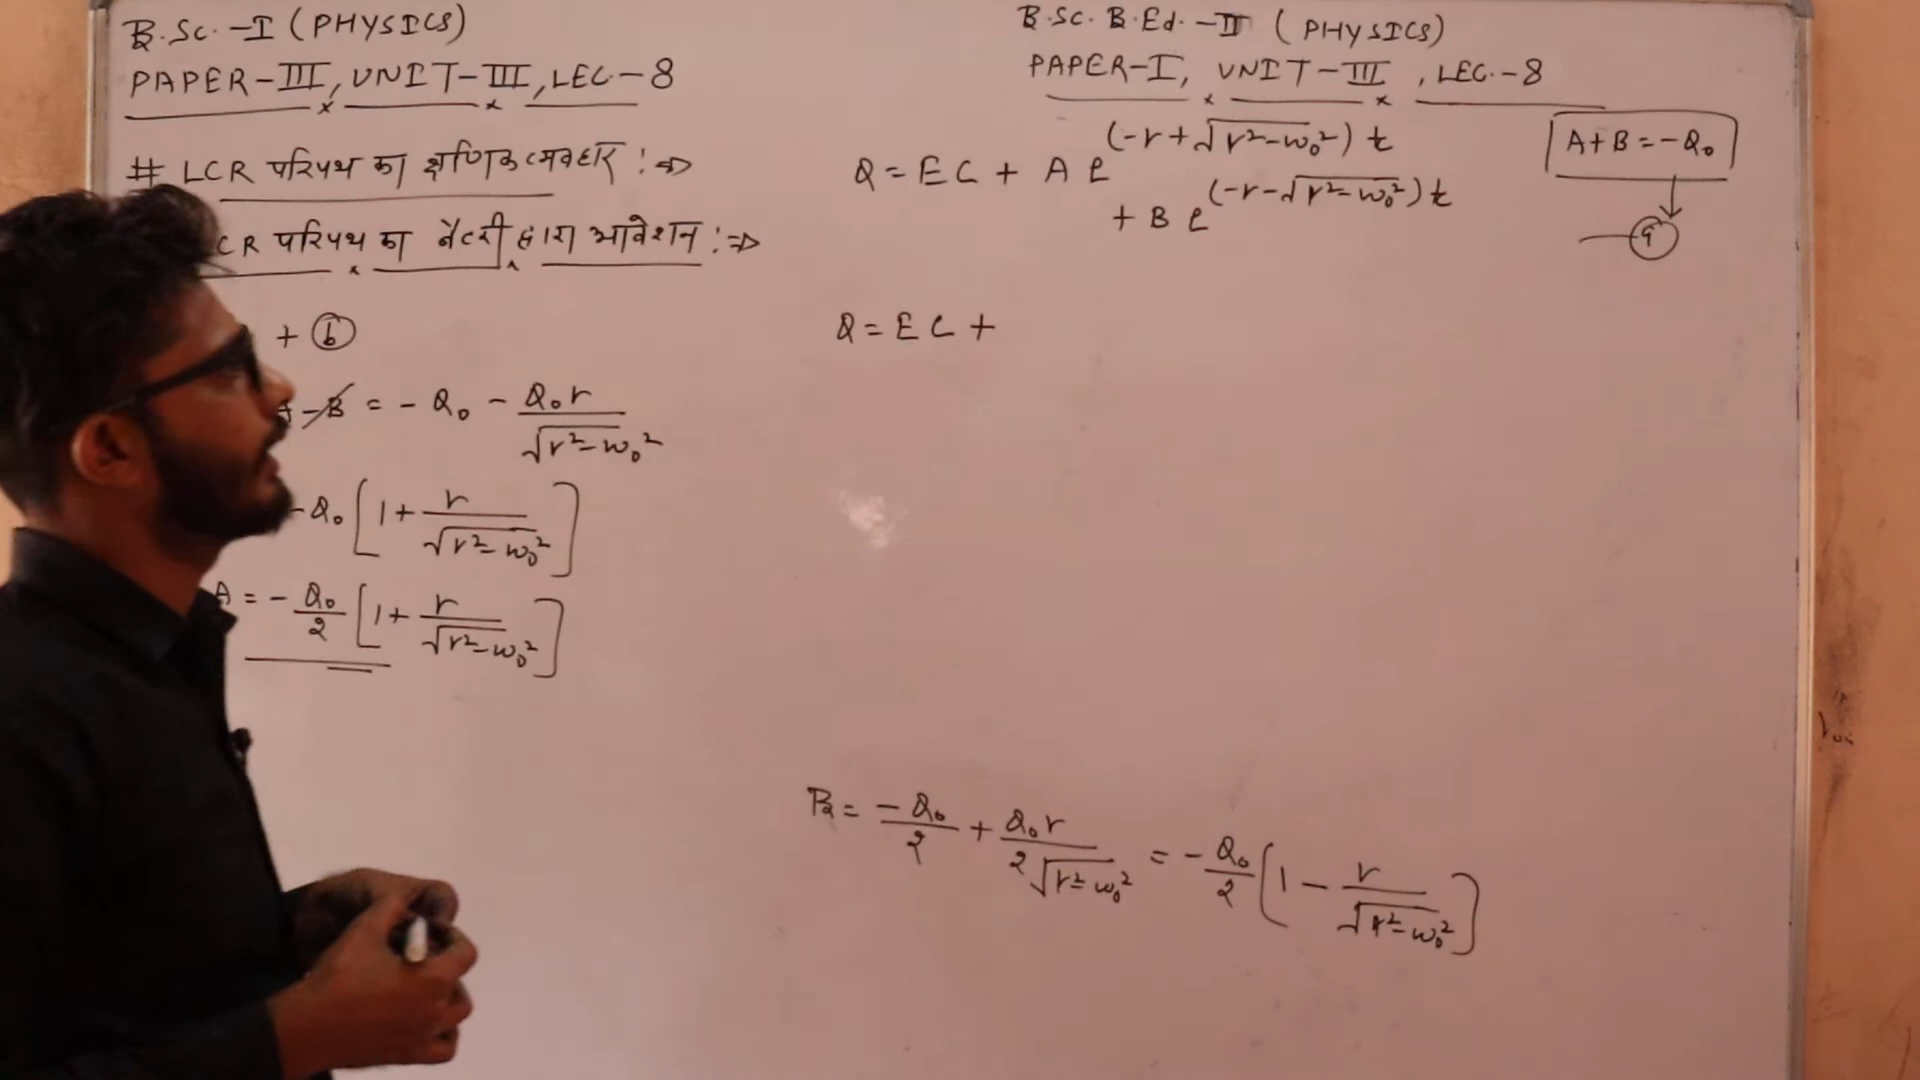 B.Sc.-I (PHYSICS)
PAPER-III, UNIT-III, LEC-8
# LCR परिपथ का क्षणिक व्यवहार :⇒
CR परिपथ का बैटरी द्वारा आवेशन :⇒
+ ⓑ
A - B = - Q₀ - Q₀r / √(r²-w₀²)
-Q₀ [1 + r / √(r²-w₀²)]
A = - Q₀/2 [1 + r / √(r²-w₀²)]
B.Sc. B.Ed.-II (PHYSICS)
PAPER-I, UNIT-III, LEC.-8
Q = EC + A e^(-r+√(r²-w₀²))t
+ B e^(-r-√(r²-w₀²))t
A+B = -Q₀
Q = EC +
B = -Q₀/2 + Q₀r / 2√(r²-w₀²) = -Q₀/2 [1 - r / √(r²-w₀²)]